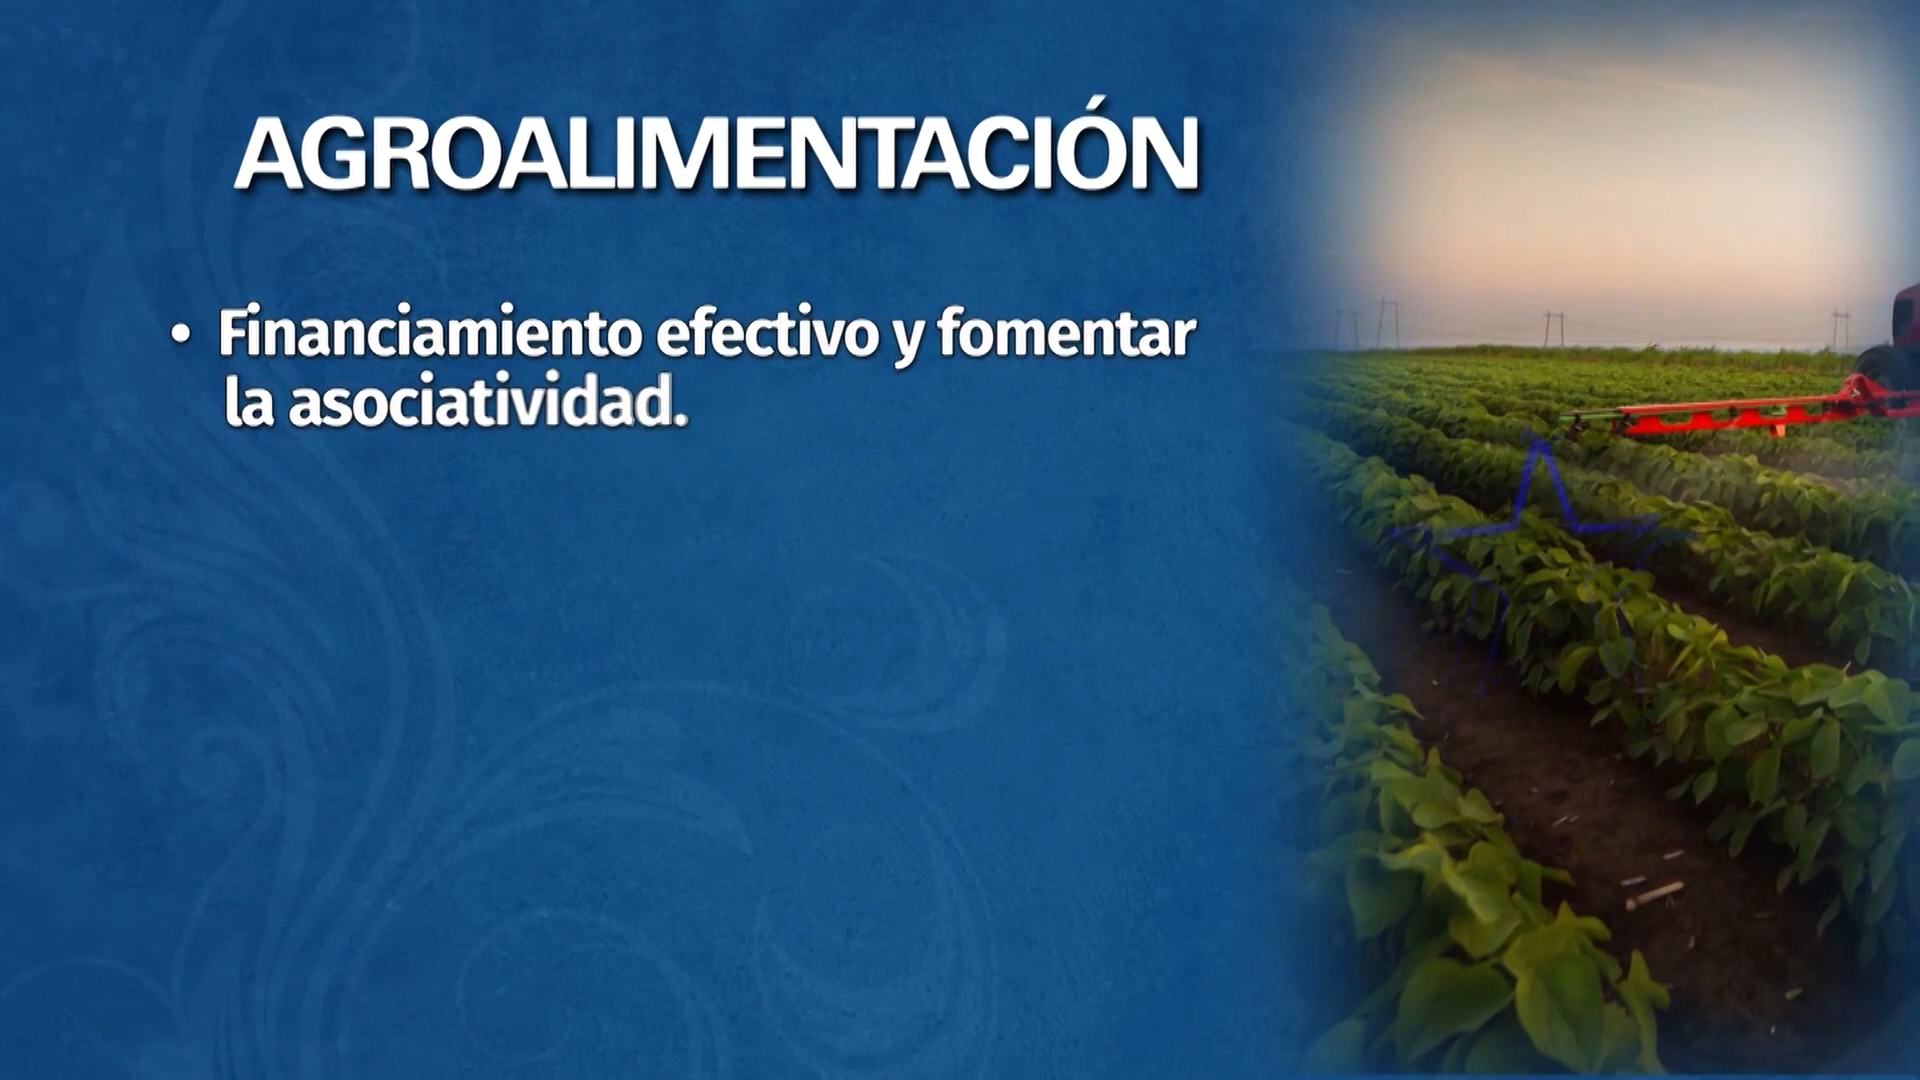 AGROALIMENTACIÓN
• Financiamiento efectivo y fomentar
la asociatividad.